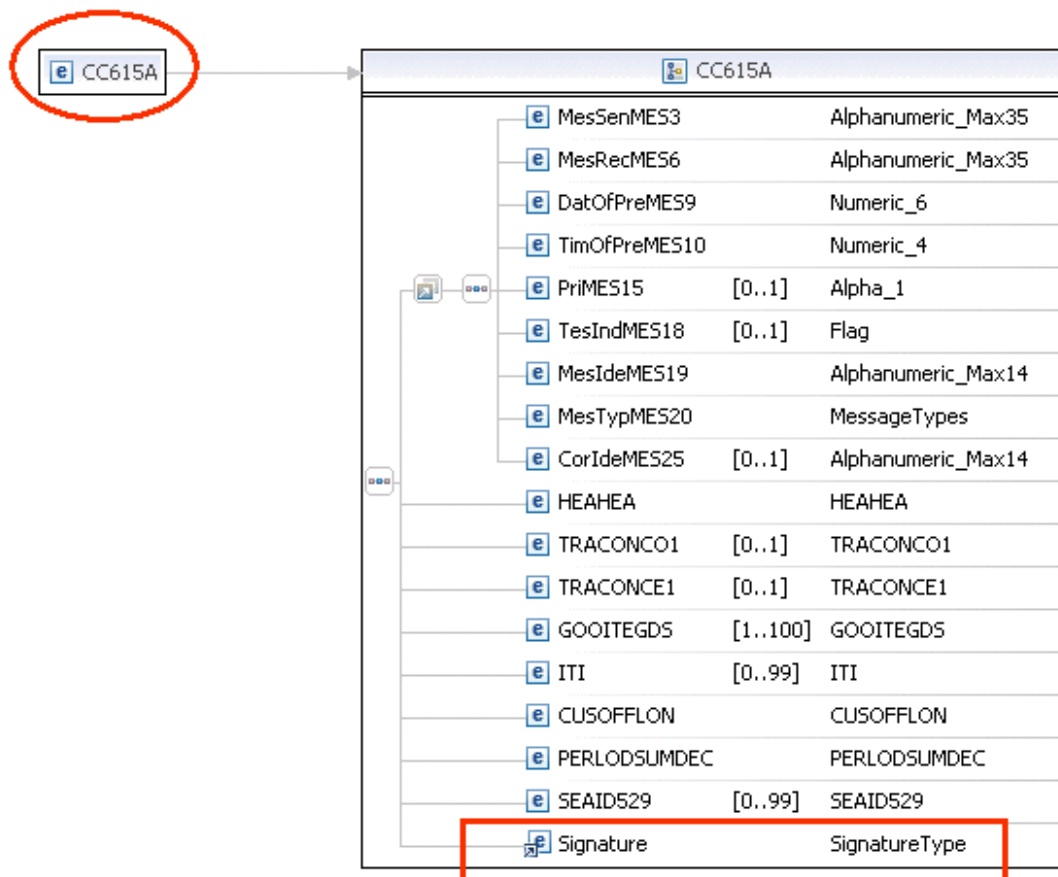 CC615A
CC615A
MesSenMES3 Alphanumeric_Max35
MesRecMES6 Alphanumeric_Max35
DatOfPreMES9 Numeric_6
TimOfPreMES10 Numeric_4
PriMES15 [0..1] Alpha_1
TesIndMES18 [0..1] Flag
MesIdeMES19 Alphanumeric_Max14
MesTypMES20 MessageTypes
CorIdeMES25 [0..1] Alphanumeric_Max14
HEAHEA HEAHEA
TRACONCO1 [0..1] TRACONCO1
TRACONCE1 [0..1] TRACONCE1
GOOITEGDS [1..100] GOOITEGDS
ITI [0..99] ITI
CUSOFFLON CUSOFFLON
PERLODSUMDEC PERLODSUMDEC
SEAID529 [0..99] SEAID529
Signature SignatureType